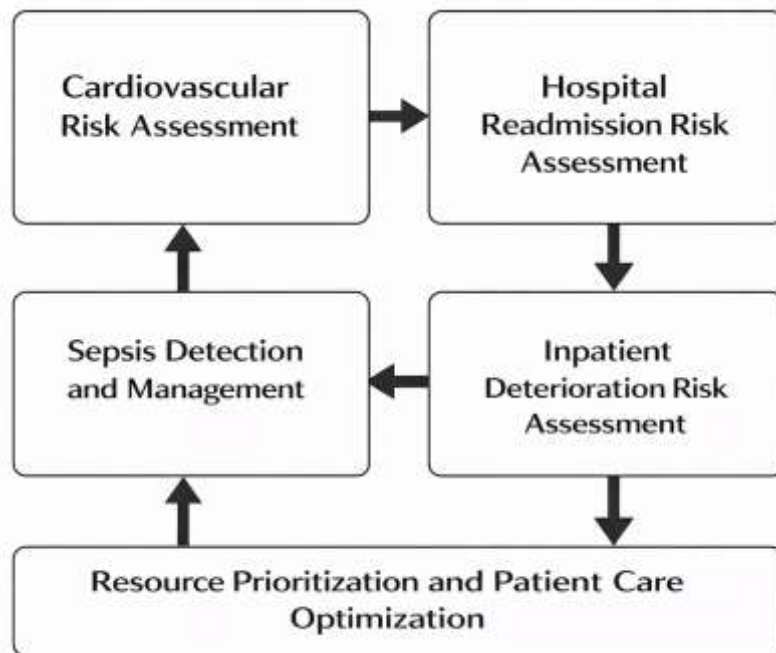 Cardiovascular
Risk Assessment
Hospital
Readmission Risk
Assessment
Sepsis Detection
and Management
Inpatient
Deterioration Risk
Assessment
Resource Prioritization and Patient Care
Optimization